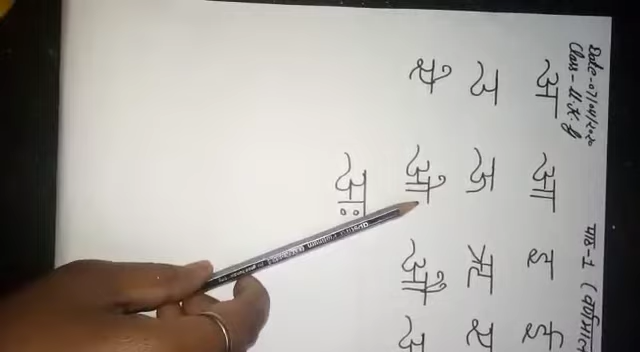 Date-07/04/2020 पाठ-1 (वर्णमाल
Class - U.K.G
अ आ इ ई
उ ऊ ऋ ए
ऐ ओ औ
अः